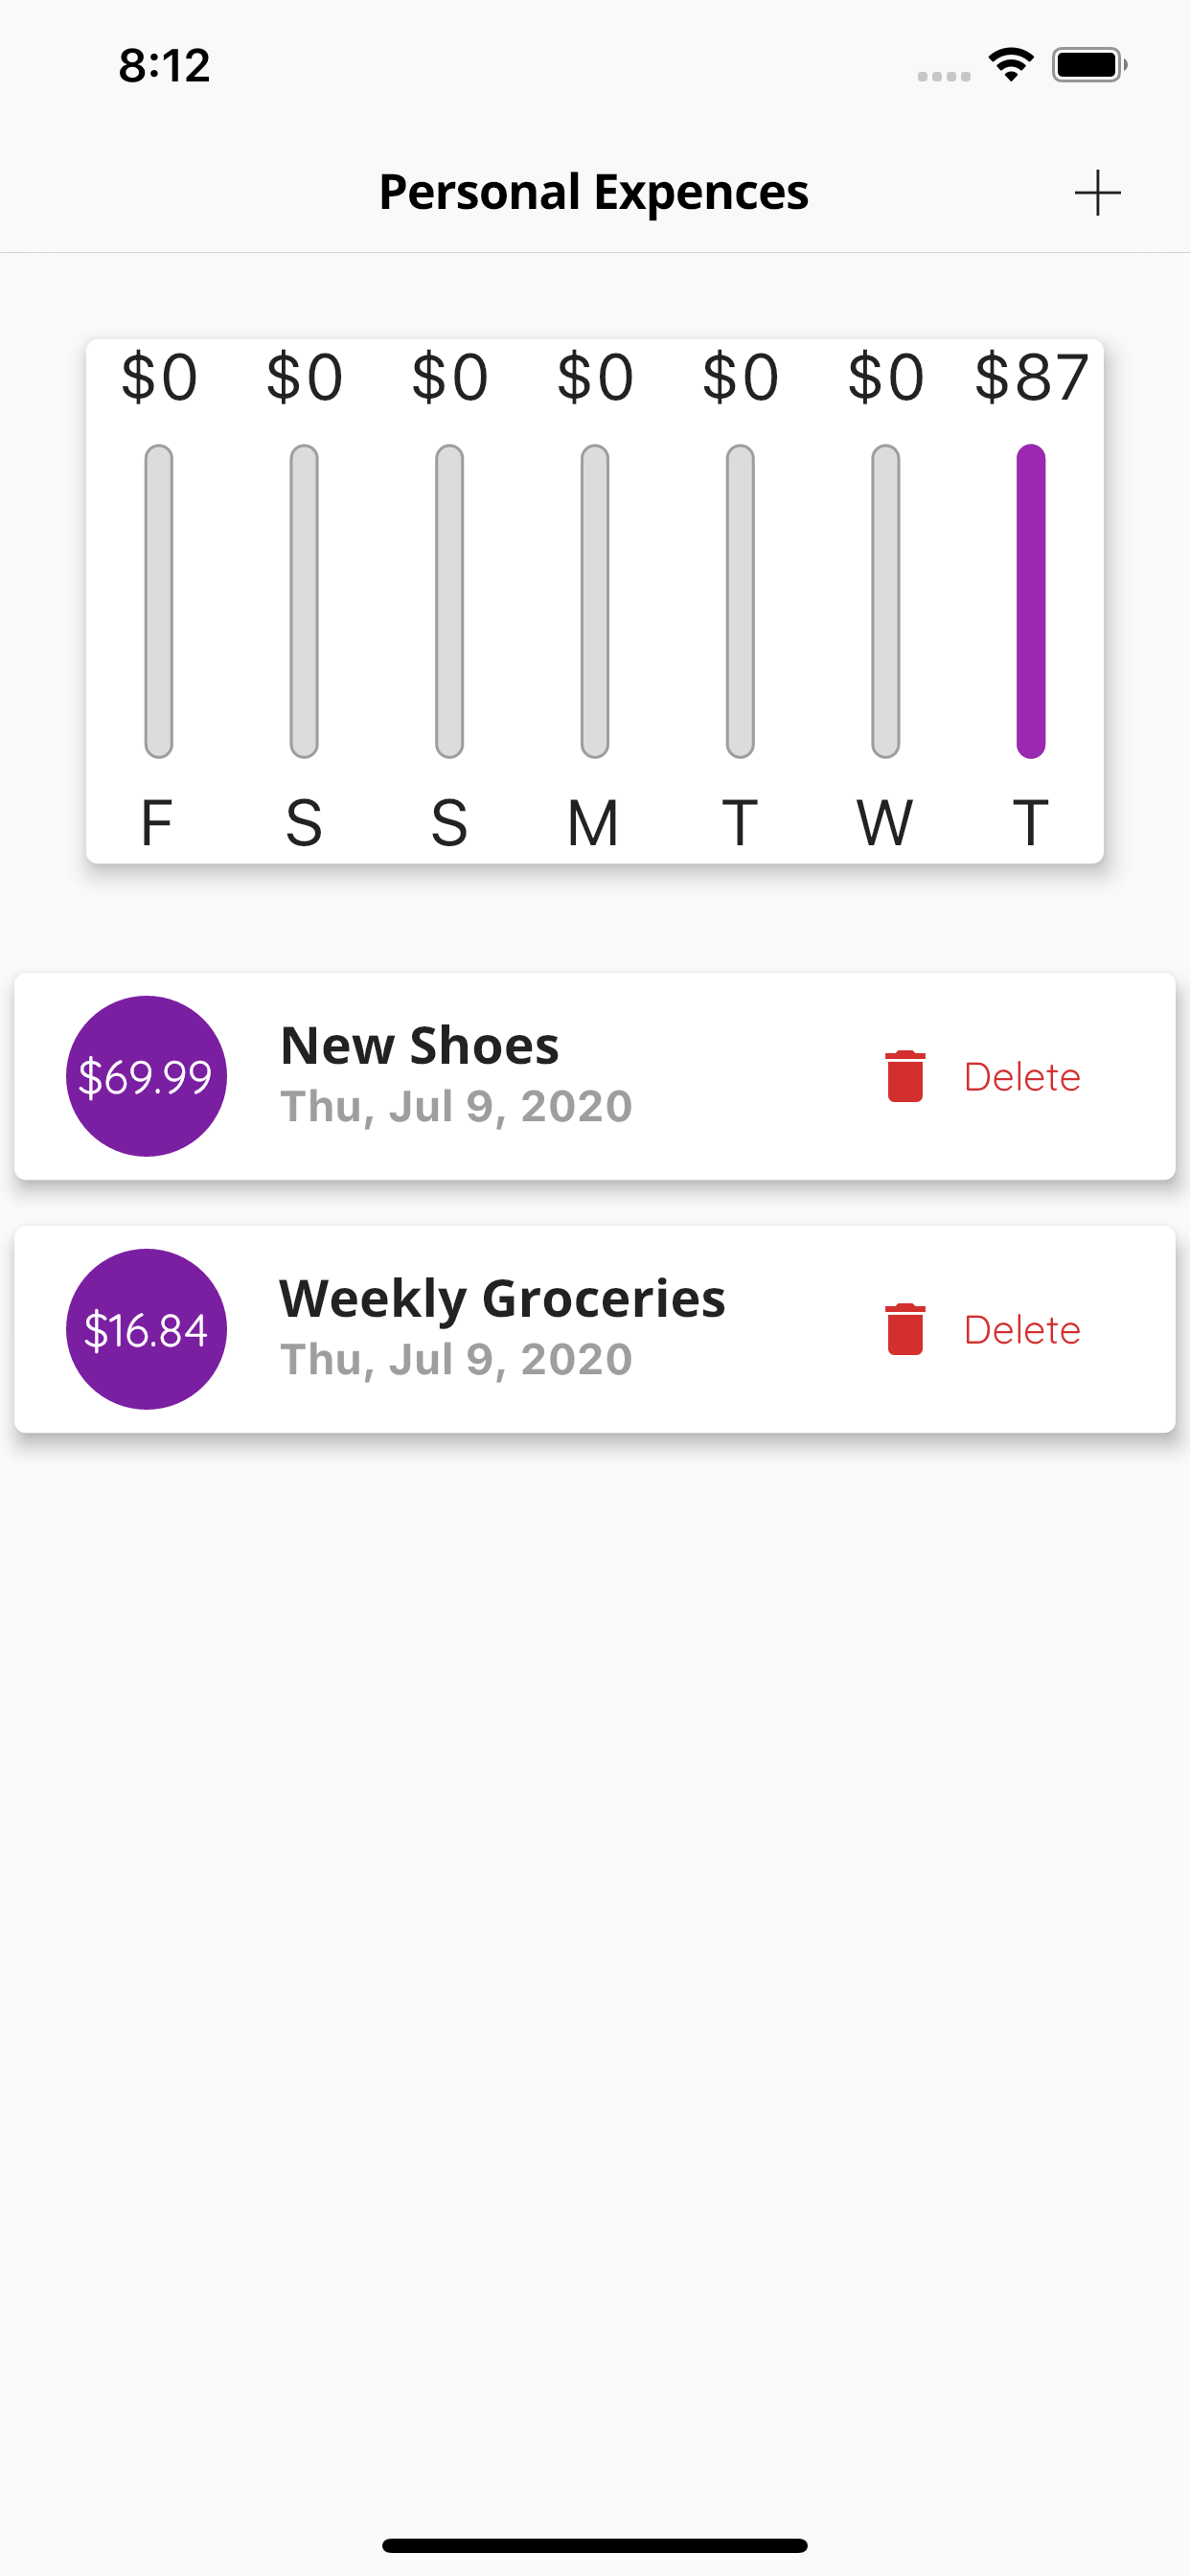 8:12
Personal Expences
$0 $0 $0 $0 $0 $0 $87
F S S M T W T
$69.99
New Shoes
Thu, Jul 9, 2020
Delete
$16.84
Weekly Groceries
Thu, Jul 9, 2020
Delete